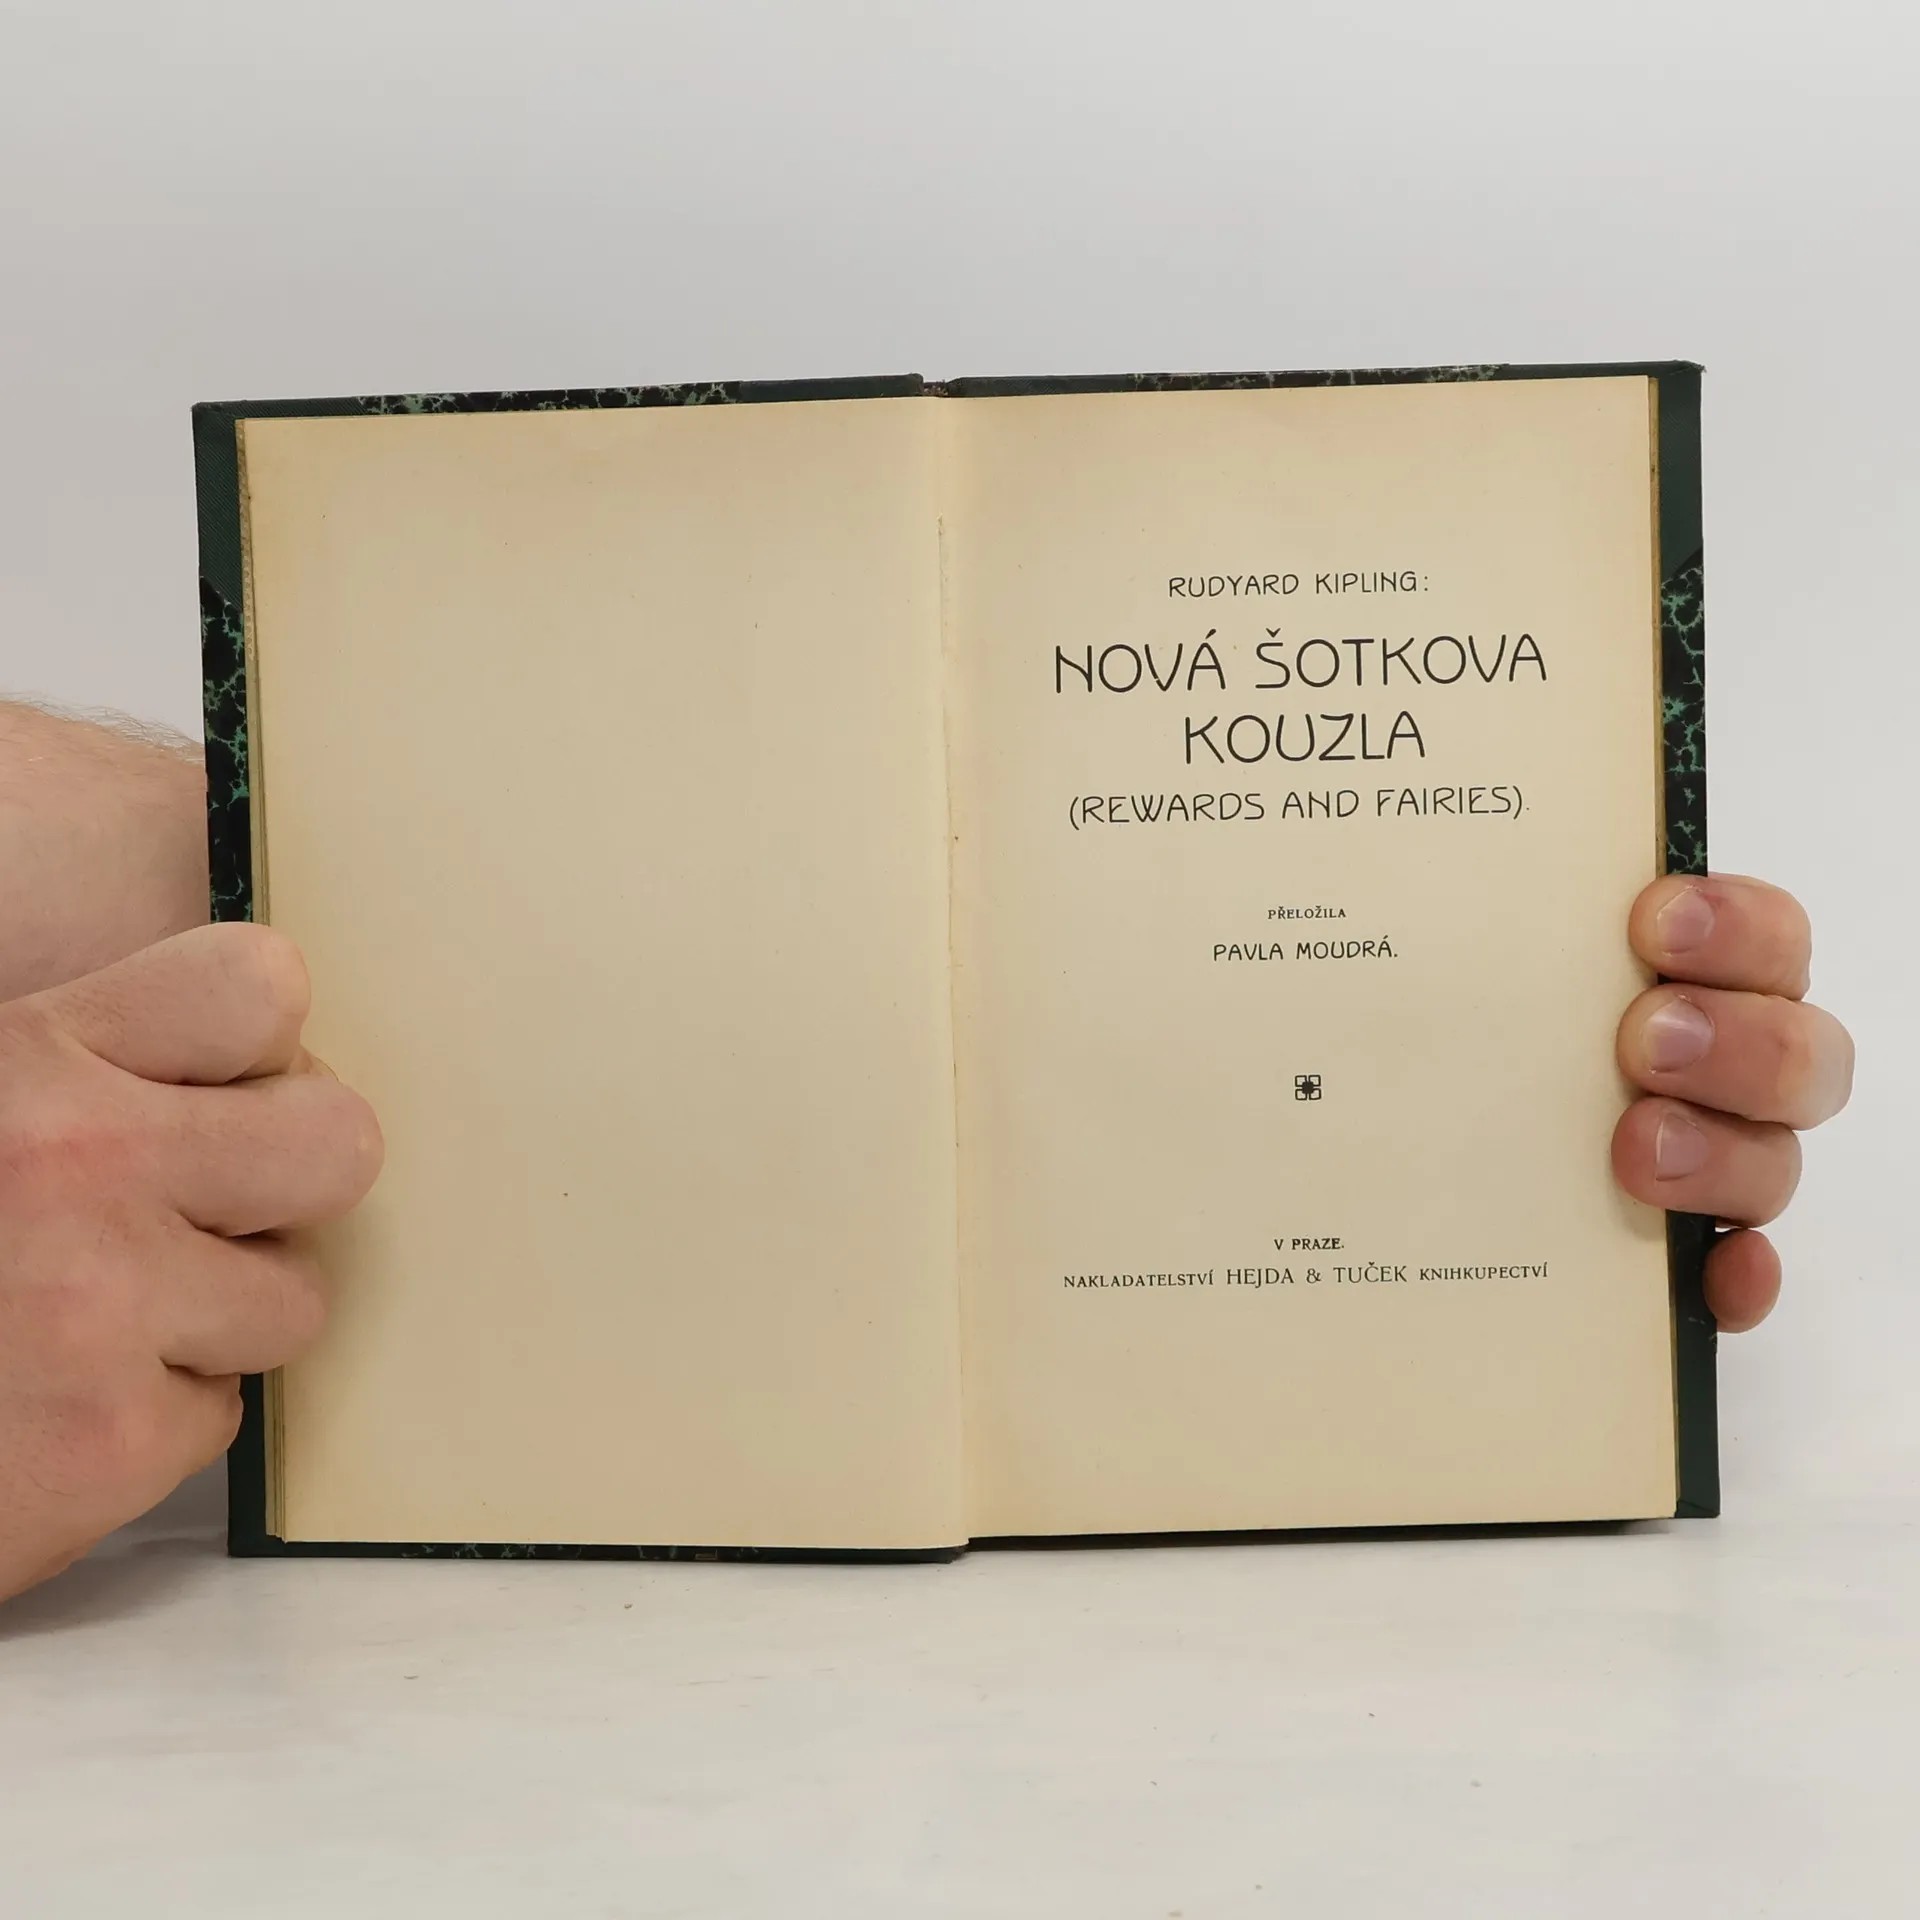 RUDYARD KIPLING:
NOVÁ ŠOTKOVA
KOUZLA
(REWARDS AND FAIRIES).
PŘELOŽILA
PAVLA MOUDRÁ.
V PRAZE.
NAKLADATELSTVÍ HEJDA & TUČEK KNIHKUPECTVÍ